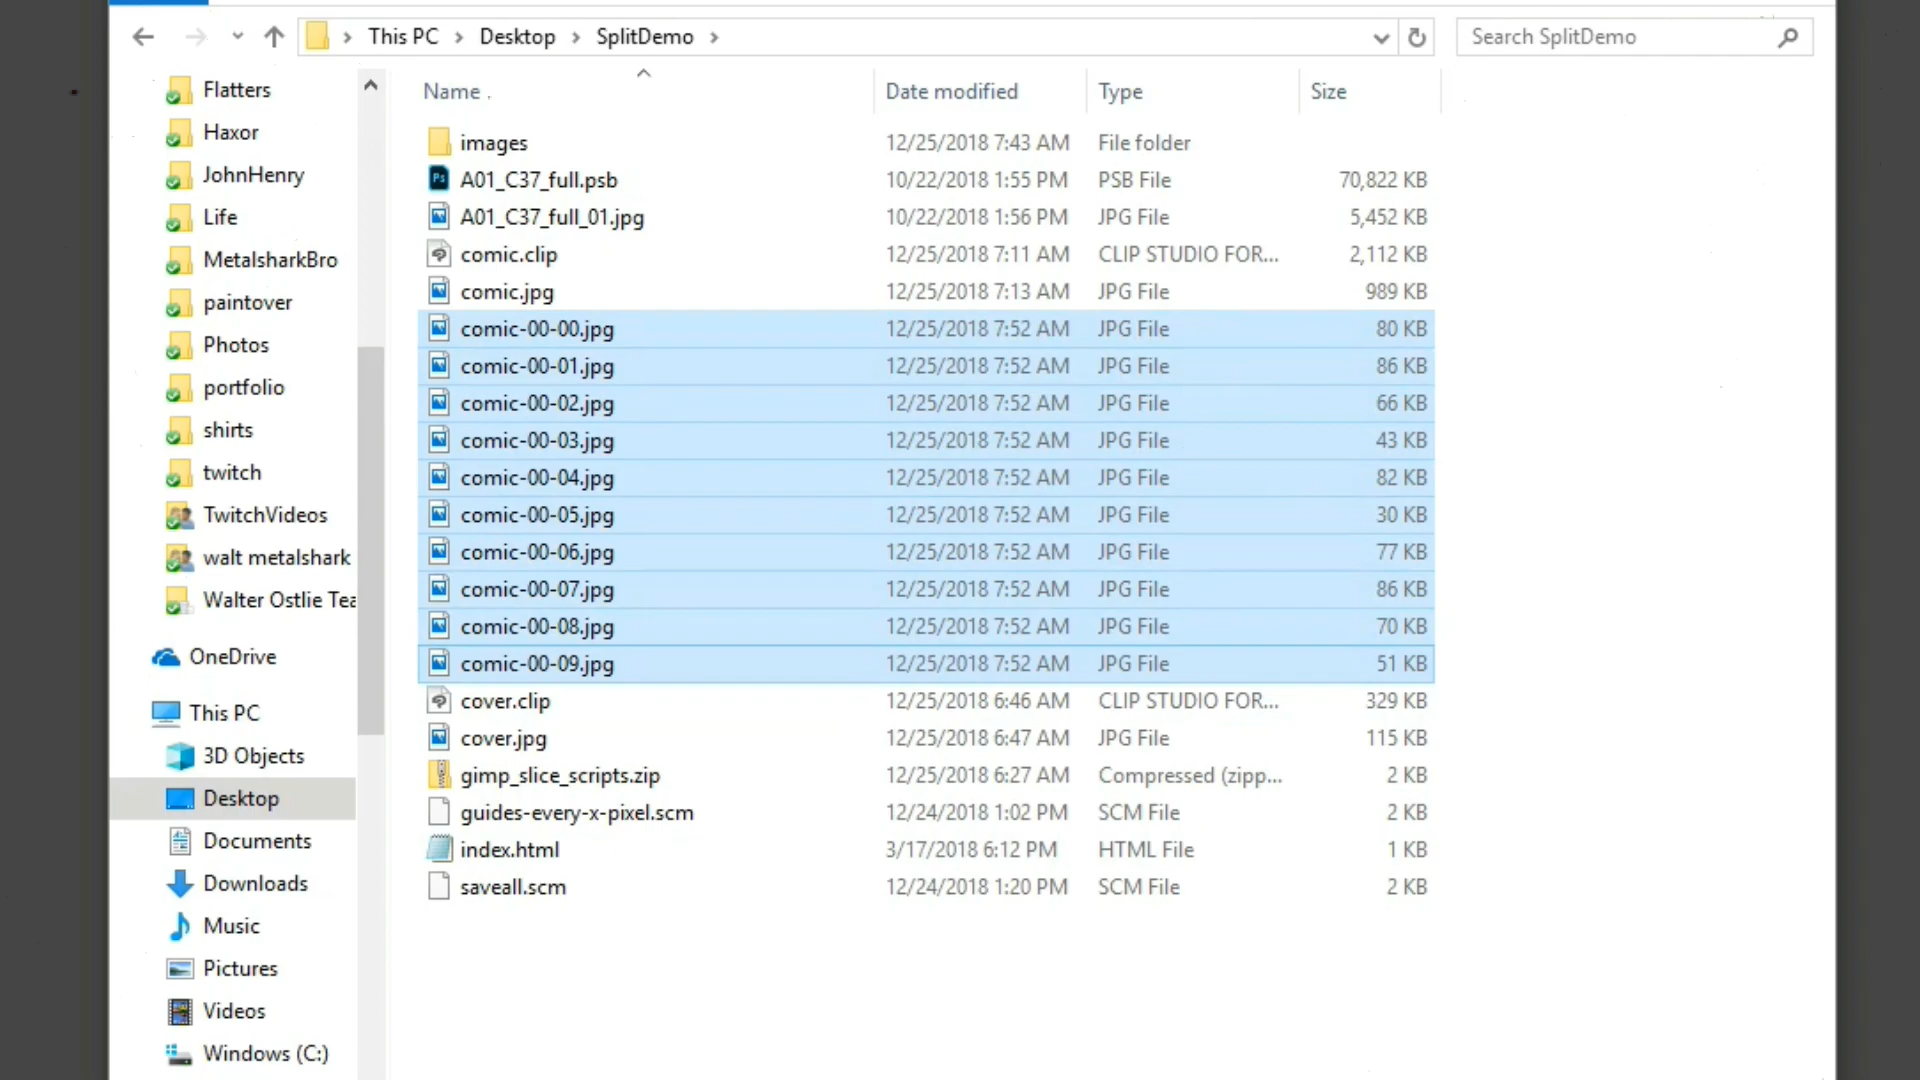 This PC > Desktop > SplitDemo >
Search SplitDemo
Flatters
Haxor
JohnHenry
Life
MetalsharkBro
paintover
Photos
portfolio
shirts
twitch
TwitchVideos
walt metalshark
Walter Ostlie Tea
OneDrive
This PC
3D Objects
Desktop
Documents
Downloads
Music
Pictures
Videos
Windows (C:)
Name Date modified Type Size
images 12/25/2018 7:43 AM File folder
Ps A01_C37_full.psb 10/22/2018 1:55 PM PSB File 70,822 KB
A01_C37_full_01.jpg 10/22/2018 1:56 PM JPG File 5,452 KB
comic.clip 12/25/2018 7:11 AM CLIP STUDIO FOR... 2,112 KB
comic.jpg 12/25/2018 7:13 AM JPG File 989 KB
comic-00-00.jpg 12/25/2018 7:52 AM JPG File 80 KB
comic-00-01.jpg 12/25/2018 7:52 AM JPG File 86 KB
comic-00-02.jpg 12/25/2018 7:52 AM JPG File 66 KB
comic-00-03.jpg 12/25/2018 7:52 AM JPG File 43 KB
comic-00-04.jpg 12/25/2018 7:52 AM JPG File 82 KB
comic-00-05.jpg 12/25/2018 7:52 AM JPG File 30 KB
comic-00-06.jpg 12/25/2018 7:52 AM JPG File 77 KB
comic-00-07.jpg 12/25/2018 7:52 AM JPG File 86 KB
comic-00-08.jpg 12/25/2018 7:52 AM JPG File 70 KB
comic-00-09.jpg 12/25/2018 7:52 AM JPG File 51 KB
cover.clip 12/25/2018 6:46 AM CLIP STUDIO FOR... 329 KB
cover.jpg 12/25/2018 6:47 AM JPG File 115 KB
gimp_slice_scripts.zip 12/25/2018 6:27 AM Compressed (zipp... 2 KB
guides-every-x-pixel.scm 12/24/2018 1:02 PM SCM File 2 KB
index.html 3/17/2018 6:12 PM HTML File 1 KB
saveall.scm 12/24/2018 1:20 PM SCM File 2 KB